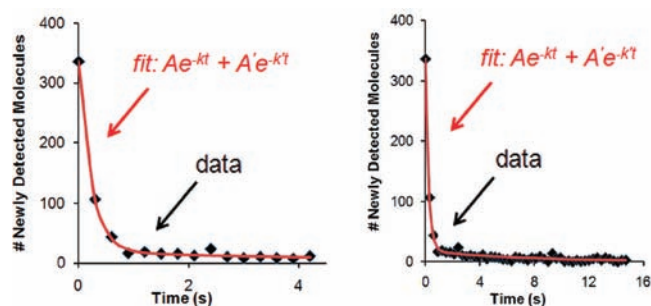 # Newly Detected Molecules
400
300
200
100
0
0
2
4
Time (s)
fit: Ae^-kt + A'e^-k't
data
# Newly Detected Molecules
400
300
200
100
0
0
4
8
12
16
Time (s)
fit: Ae^-kt + A'e^-k't
data